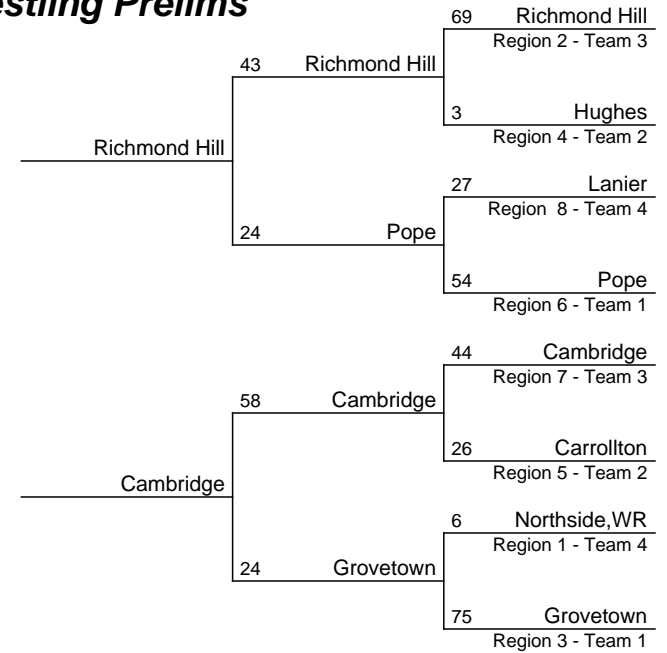 Prelims
69 Richmond Hill
Region 2 - Team 3
43 Richmond Hill
3 Hughes
Region 4 - Team 2
Richmond Hill
27 Lanier
Region 8 - Team 4
24 Pope
54 Pope
Region 6 - Team 1
44 Cambridge
Region 7 - Team 3
58 Cambridge
26 Carrollton
Region 5 - Team 2
Cambridge
6 Northside,WR
Region 1 - Team 4
24 Grovetown
75 Grovetown
Region 3 - Team 1